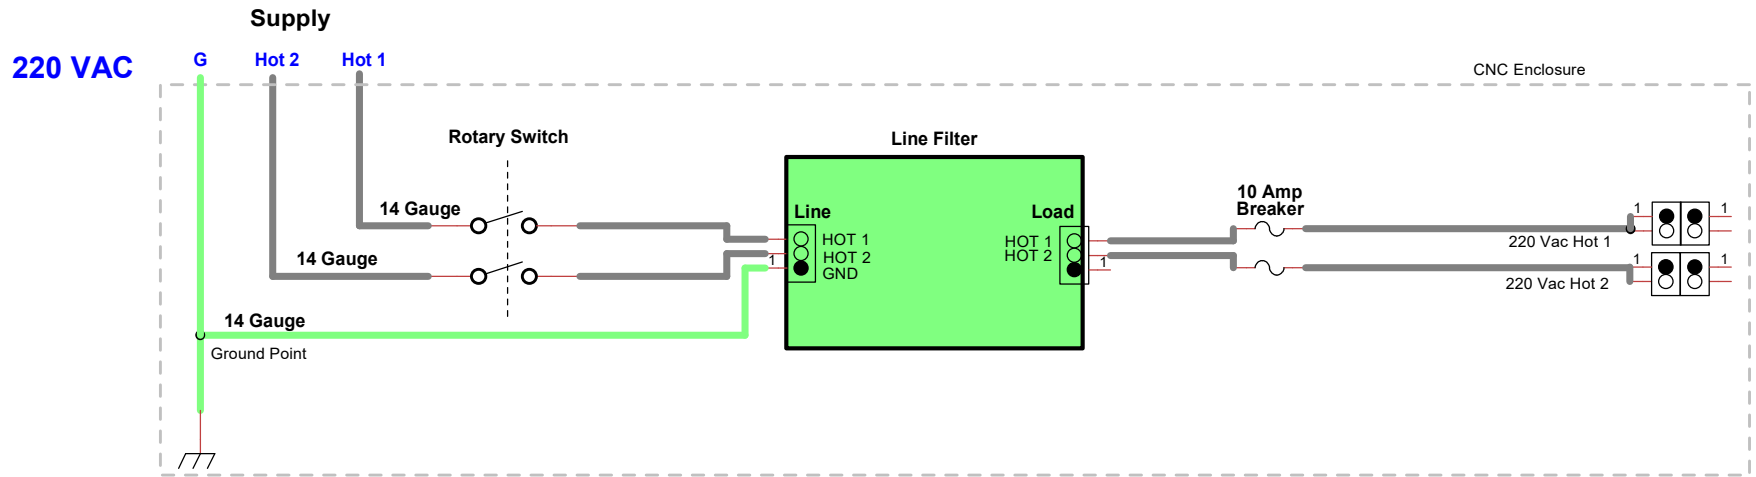 Supply
220 VAC
G
Hot 2
Hot 1
CNC Enclosure
Rotary Switch
Line Filter
14 Gauge
14 Gauge
14 Gauge
Ground Point
Line
HOT 1
HOT 2
GND
1
Load
HOT 1
HOT 2
1
10 Amp
Breaker
220 Vac Hot 1
1
1
220 Vac Hot 2
1
1